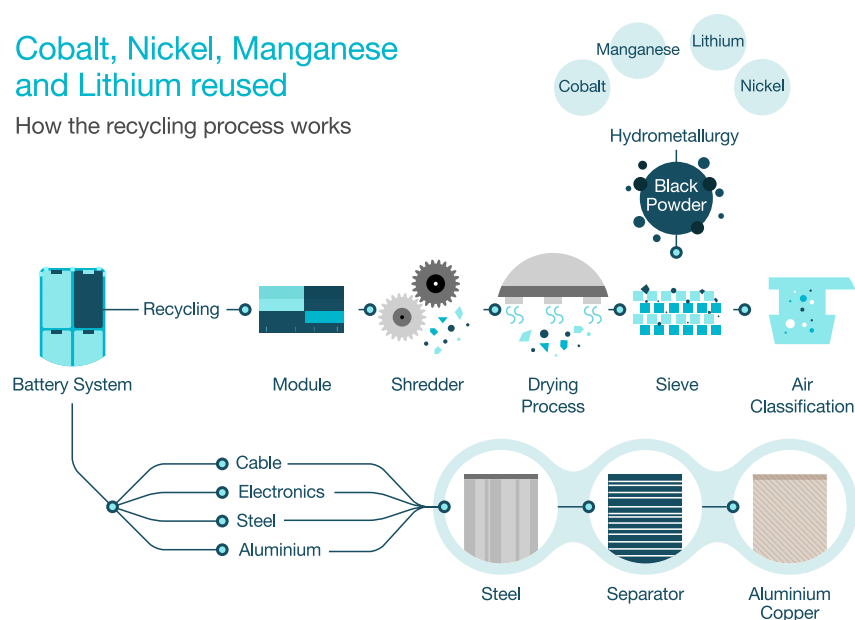 Cobalt, Nickel, Manganese
and Lithium reused
How the recycling process works
Manganese
Lithium
Cobalt
Nickel
Hydrometallurgy
Black
Powder
Recycling
Battery System
Module
Shredder
Drying
Process
Sieve
Air
Classification
Cable
Electronics
Steel
Aluminium
Steel
Separator
Aluminium
Copper